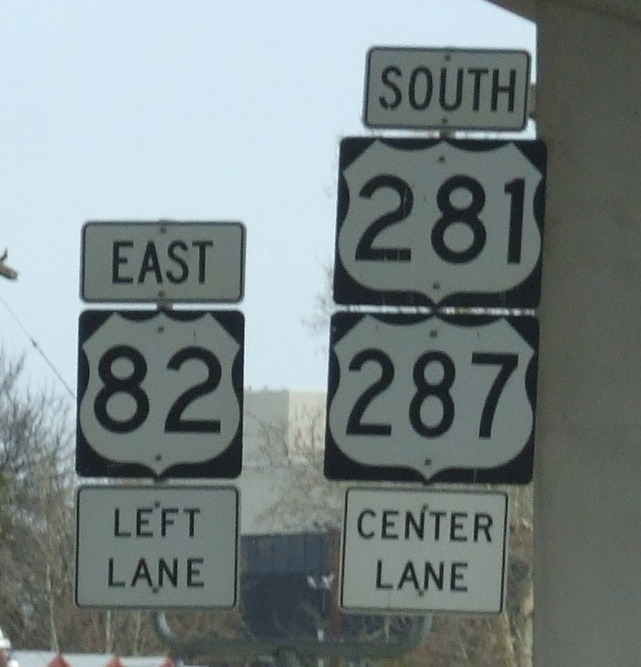 EAST
82
LEFT
LANE
SOUTH
281
287
CENTER
LANE